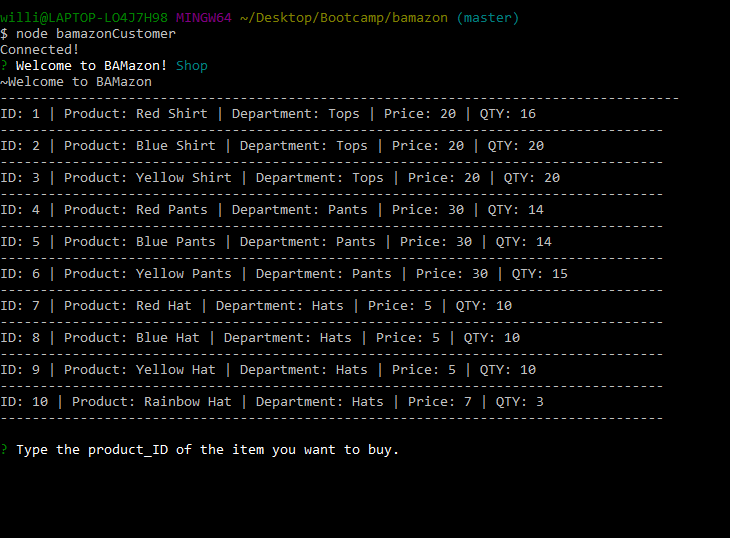 willi@LAPTOP-LO4J7H98 MINGW64 ~/Desktop/Bootcamp/bamazon (master)
$ node bamazonCustomer
Connected!
? Welcome to BAMazon! Shop
~Welcome to BAMazon
-------------------------------------------------------------------------------------
ID: 1 | Product: Red Shirt | Department: Tops | Price: 20 | QTY: 16
-----------------------------------------------------------------------------------
ID: 2 | Product: Blue Shirt | Department: Tops | Price: 20 | QTY: 20
-----------------------------------------------------------------------------------
ID: 3 | Product: Yellow Shirt | Department: Tops | Price: 20 | QTY: 20
-----------------------------------------------------------------------------------
ID: 4 | Product: Red Pants | Department: Pants | Price: 30 | QTY: 14
-----------------------------------------------------------------------------------
ID: 5 | Product: Blue Pants | Department: Pants | Price: 30 | QTY: 14
-----------------------------------------------------------------------------------
ID: 6 | Product: Yellow Pants | Department: Pants | Price: 30 | QTY: 15
-----------------------------------------------------------------------------------
ID: 7 | Product: Red Hat | Department: Hats | Price: 5 | QTY: 10
-----------------------------------------------------------------------------------
ID: 8 | Product: Blue Hat | Department: Hats | Price: 5 | QTY: 10
-----------------------------------------------------------------------------------
ID: 9 | Product: Yellow Hat | Department: Hats | Price: 5 | QTY: 10
-----------------------------------------------------------------------------------
ID: 10 | Product: Rainbow Hat | Department: Hats | Price: 7 | QTY: 3
-----------------------------------------------------------------------------------
? Type the product_ID of the item you want to buy.